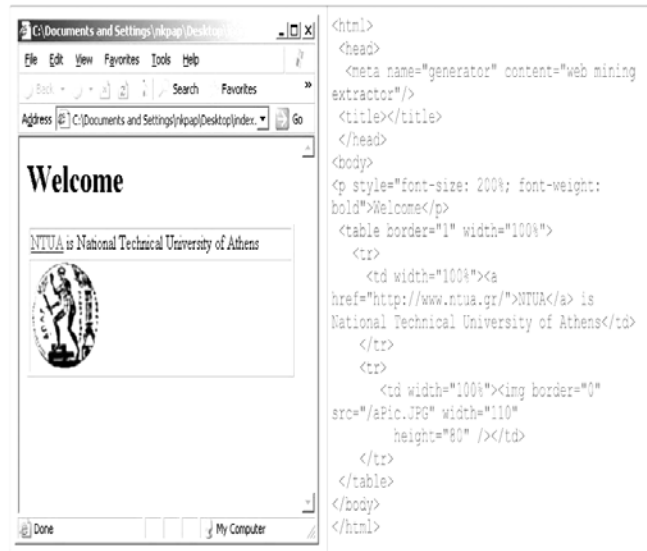 C:\Documents and Settings\nkpap\Desktop\
File Edit View Favorites Tools Help
Back Search Favorites »
Address C:\Documents and Settings\nkpap\Desktop\index. Go
Welcome
NTUA is National Technical University of Athens
Done My Computer
<html>
<head>
<meta name="generator" content="web mining
extractor"/>
<title></title>
</head>
<body>
<p style="font-size: 200%; font-weight:
bold">Welcome</p>
<table border="1" width="100%">
<tr>
<td width="100%"><a
href="http://www.ntua.gr/">NTUA</a> is
National Technical University of Athens</td>
</tr>
<tr>
<td width="100%"><img border="0"
src="/aPic.JPG" width="110"
height="80" /></td>
</tr>
</table>
</body>
</html>